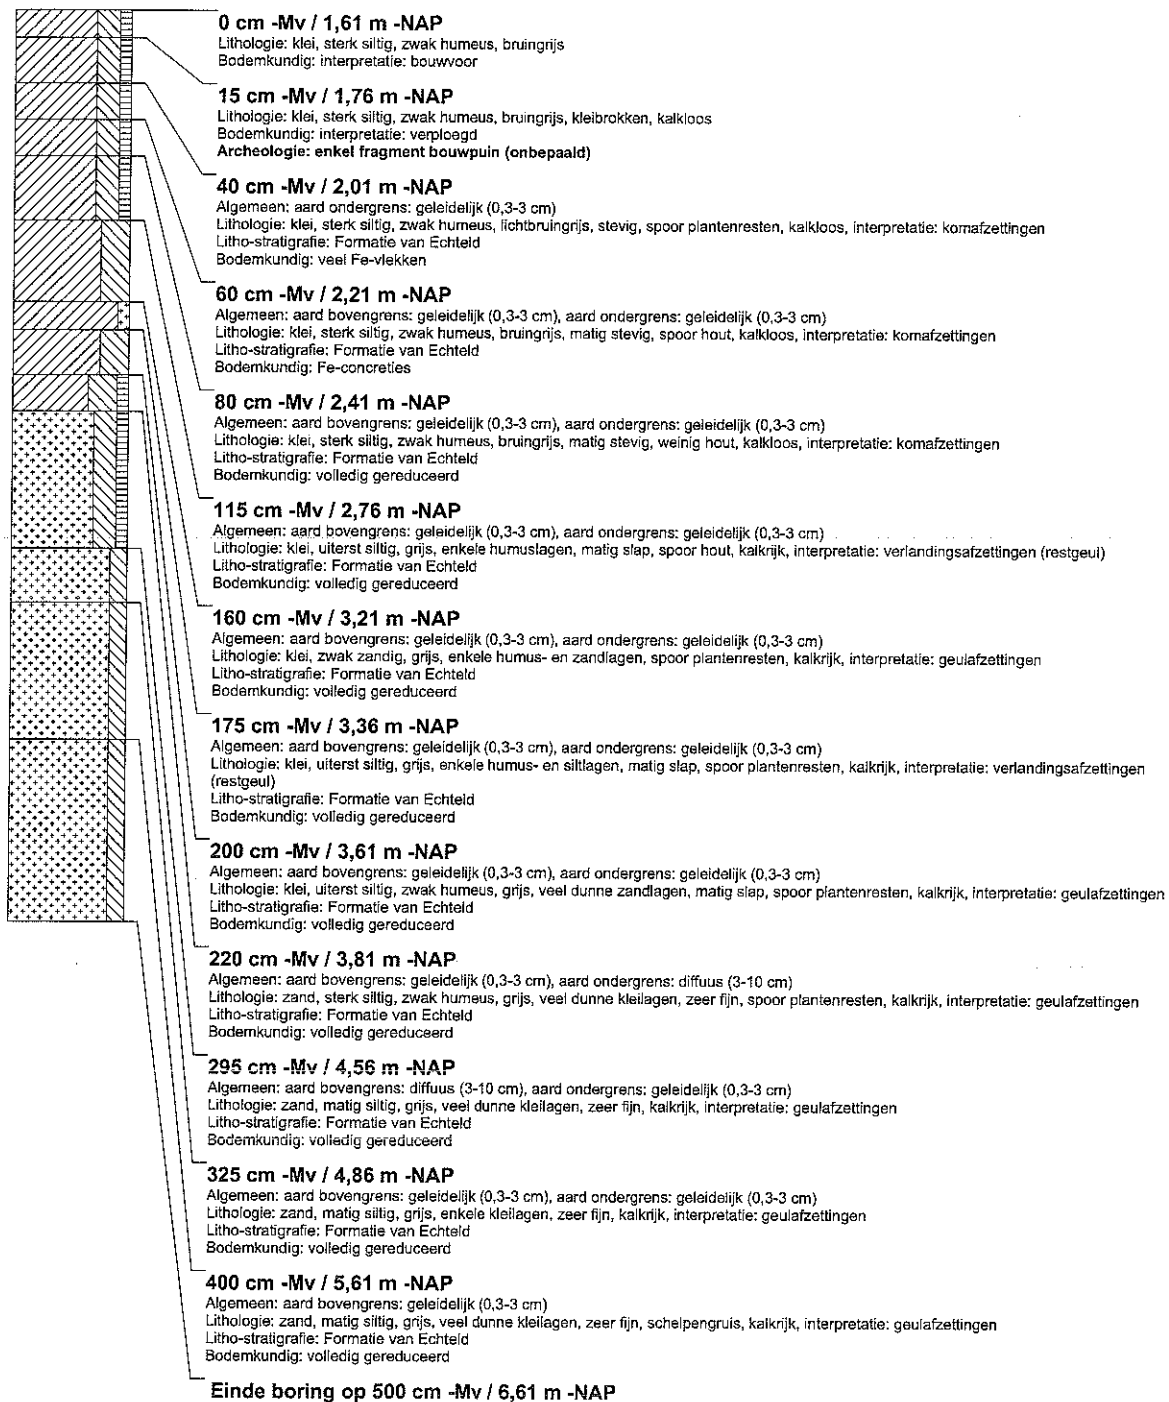 0 cm -Mv / 1,61 m -NAP
Lithologie: klei, sterk siltig, zwak humeus, bruingrijs
Bodemkundig: interpretatie: bouwvoor
15 cm -Mv / 1,76 m -NAP
Lithologie: klei, sterk siltig, zwak humeus, bruingrijs, kleibrokken, kalkloos
Bodemkundig: interpretatie: verploegd
Archeologie: enkel fragment bouwpuin (onbepaald)
40 cm -Mv / 2,01 m -NAP
Algemeen: aard ondergrens: geleidelijk (0,3-3 cm)
Lithologie: klei, sterk siltig, zwak humeus, lichtbruingrijs, stevig, spoor plantenresten, kalkloos, interpretatie: komafzettingen
Litho-stratigrafie: Formatie van Echteld
Bodemkundig: veel Fe-vlekken
60 cm -Mv / 2,21 m -NAP
Algemeen: aard bovengrens: geleidelijk (0,3-3 cm), aard ondergrens: geleidelijk (0,3-3 cm)
Lithologie: klei, sterk siltig, zwak humeus, bruingrijs, matig stevig, spoor hout, kalkloos, interpretatie: komafzettingen
Litho-stratigrafie: Formatie van Echteld
Bodemkundig: Fe-concreties
80 cm -Mv / 2,41 m -NAP
Algemeen: aard bovengrens: geleidelijk (0,3-3 cm), aard ondergrens: geleidelijk (0,3-3 cm)
Lithologie: klei, sterk siltig, zwak humeus, bruingrijs, matig stevig, weinig hout, kalkloos, interpretatie: komafzettingen
Litho-stratigrafie: Formatie van Echteld
Bodemkundig: volledig gereduceerd
115 cm -Mv / 2,76 m -NAP
Algemeen: aard bovengrens: geleidelijk (0,3-3 cm), aard ondergrens: geleidelijk (0,3-3 cm)
Lithologie: klei, uiterst siltig, grijs, enkele humuslagen, matig slap, spoor hout, kalkrijk, interpretatie: verlandingsafzettingen (restgeul)
Litho-stratigrafie: Formatie van Echteld
Bodemkundig: volledig gereduceerd
160 cm -Mv / 3,21 m -NAP
Algemeen: aard bovengrens: geleidelijk (0,3-3 cm), aard ondergrens: geleidelijk (0,3-3 cm)
Lithologie: klei, zwak zandig, grijs, enkele humus- en zandlagen, spoor plantenresten, kalkrijk, interpretatie: geulafzettingen
Litho-stratigrafie: Formatie van Echteld
Bodemkundig: volledig gereduceerd
175 cm -Mv / 3,36 m -NAP
Algemeen: aard bovengrens: geleidelijk (0,3-3 cm), aard ondergrens: geleidelijk (0,3-3 cm)
Lithologie: klei, uiterst siltig, grijs, enkele humus- en siltlagen, matig slap, spoor plantenresten, kalkrijk, interpretatie: verlandingsafzettingen
(restgeul)
Litho-stratigrafie: Formatie van Echteld
Bodemkundig: volledig gereduceerd
200 cm -Mv / 3,61 m -NAP
Algemeen: aard bovengrens: geleidelijk (0,3-3 cm), aard ondergrens: geleidelijk (0,3-3 cm)
Lithologie: klei, uiterst siltig, zwak humeus, grijs, veel dunne zandlagen, matig slap, spoor plantenresten, kalkrijk, interpretatie: geulafzettingen
Litho-stratigrafie: Formatie van Echteld
Bodemkundig: volledig gereduceerd
220 cm -Mv / 3,81 m -NAP
Algemeen: aard bovengrens: geleidelijk (0,3-3 cm), aard ondergrens: diffuus (3-10 cm)
Lithologie: zand, sterk siltig, zwak humeus, grijs, veel dunne kleilagen, zeer fijn, spoor plantenresten, kalkrijk, interpretatie: geulafzettingen
Litho-stratigrafie: Formatie van Echteld
Bodemkundig: volledig gereduceerd
295 cm -Mv / 4,56 m -NAP
Algemeen: aard bovengrens: diffuus (3-10 cm), aard ondergrens: geleidelijk (0,3-3 cm)
Lithologie: zand, matig siltig, grijs, veel dunne kleilagen, zeer fijn, kalkrijk, interpretatie: geulafzettingen
Litho-stratigrafie: Formatie van Echteld
Bodemkundig: volledig gereduceerd
325 cm -Mv / 4,86 m -NAP
Algemeen: aard bovengrens: geleidelijk (0,3-3 cm), aard ondergrens: geleidelijk (0,3-3 cm)
Lithologie: zand, matig siltig, grijs, enkele kleilagen, zeer fijn, kalkrijk, interpretatie: geulafzettingen
Litho-stratigrafie: Formatie van Echteld
Bodemkundig: volledig gereduceerd
400 cm -Mv / 5,61 m -NAP
Algemeen: aard bovengrens: geleidelijk (0,3-3 cm)
Lithologie: zand, matig siltig, grijs, veel dunne kleilagen, zeer fijn, schelpengruis, kalkrijk, interpretatie: geulafzettingen
Litho-stratigrafie: Formatie van Echteld
Bodemkundig: volledig gereduceerd
Einde boring op 500 cm -Mv / 6,61 m -NAP